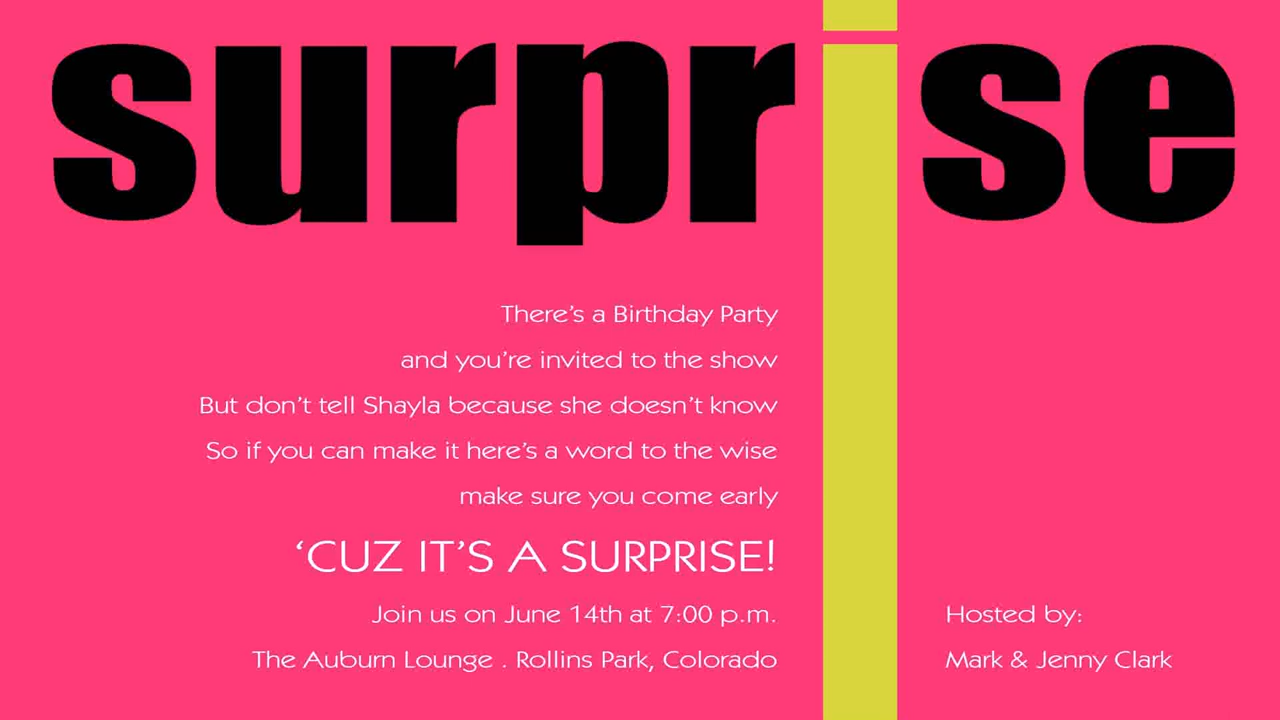 surprise
There's a Birthday Party
and you're invited to the show
But don't tell Shayla because she doesn't know
So if you can make it here's a word to the wise
make sure you come early
‘CUZ IT’S A SURPRISE!
Join us on June 14th at 7:00 p.m.
The Auburn Lounge . Rollins Park, Colorado
Hosted by:
Mark & Jenny Clark